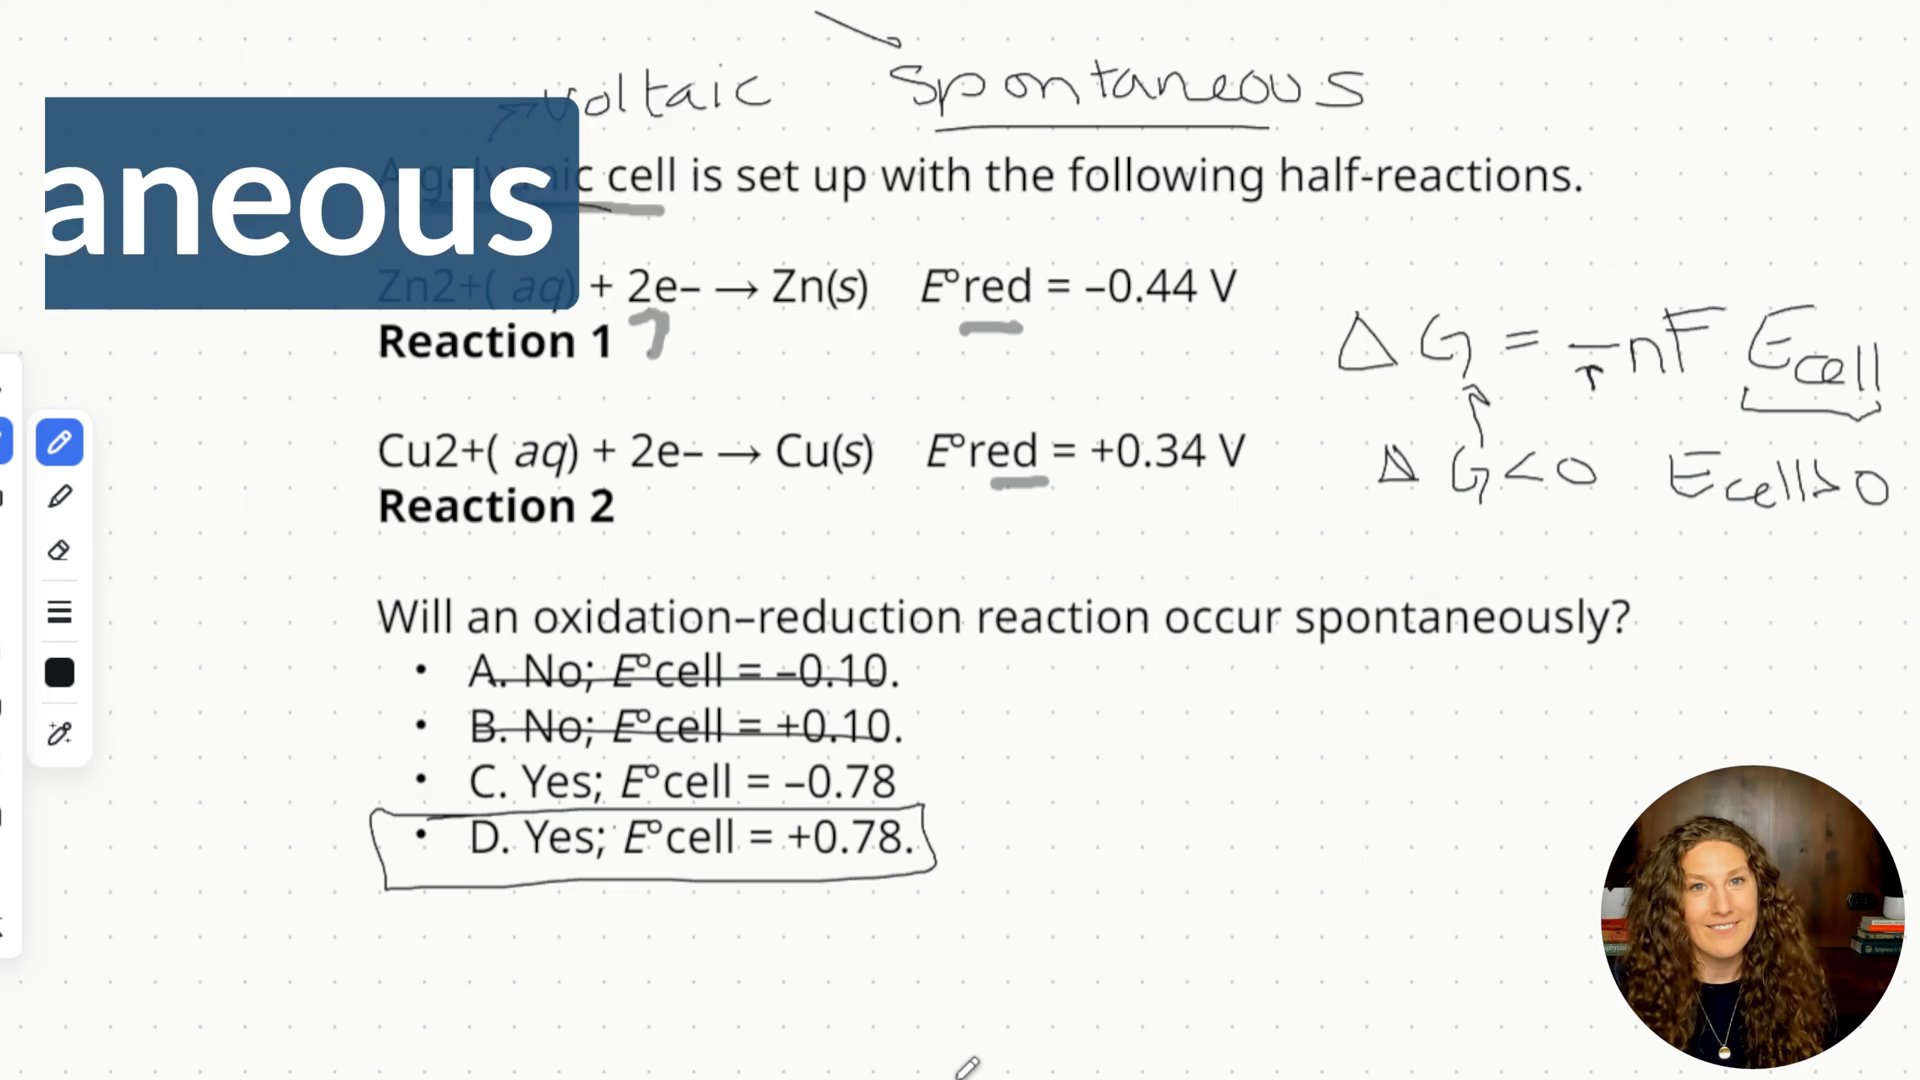 voltaic spontaneous
aneous
cell is set up with the following half-reactions.
Zn2+( aq) + 2e– → Zn(s) E°red = –0.44 V
Reaction 1
ΔG = –nF Ecell
Cu2+( aq) + 2e– → Cu(s) E°red = +0.34 V
ΔG<0 Ecell>0
Reaction 2
Will an oxidation–reduction reaction occur spontaneously?
• A. No; E°cell = –0.10.
• B. No; E°cell = +0.10.
• C. Yes; E°cell = –0.78
• D. Yes; E°cell = +0.78.